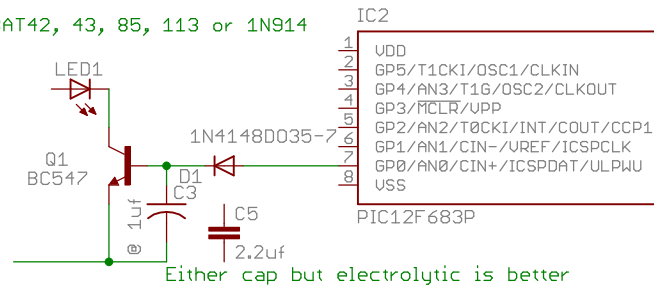 AT42, 43, 85, 113 or 1N914
IC2
1 VDD
2 GP5/T1CKI/OSC1/CLKIN
3 GP4/AN3/T1G/OSC2/CLKOUT
4 GP3/MCLR/VPP
5 GP2/AN2/T0CKI/INT/COUT/CCP1
6 GP1/AN1/CIN-/VREF/ICSPCLK
7 GP0/AN0/CIN+/ICSPDAT/ULPWU
8 VSS
PIC12F683P
LED1
1N4148DO35-7
Q1
BC547
D1
C3
@ 1uf
C5
2.2uf
Either cap but electrolytic is better